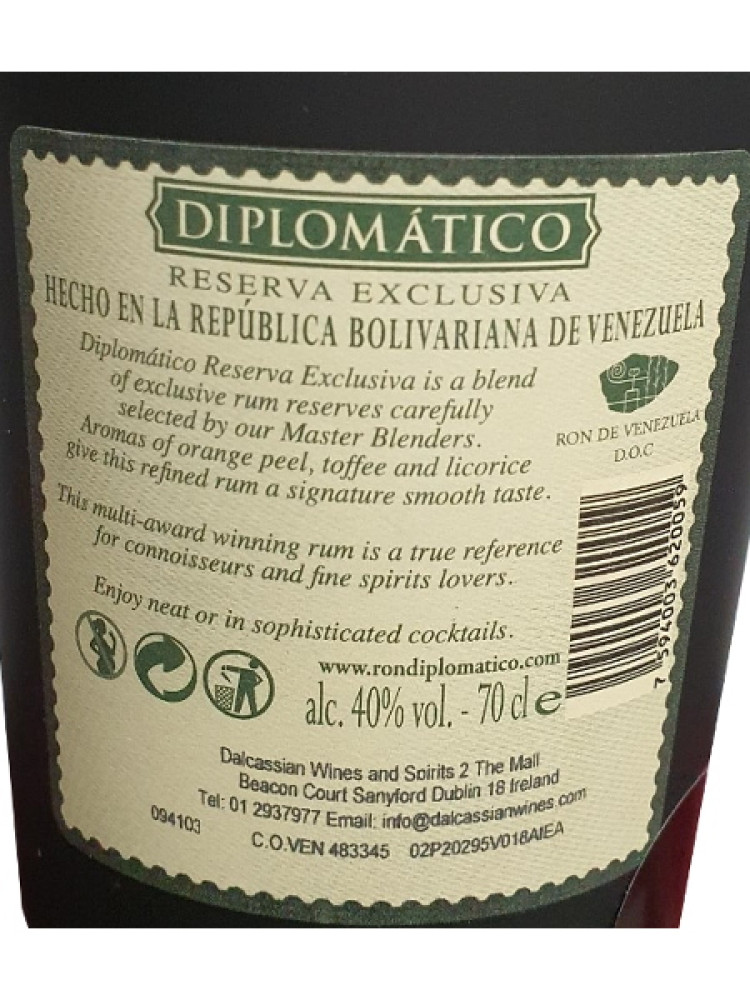 DIPLOMÁTICO
RESERVA EXCLUSIVA
HECHO EN LA REPÚBLICA BOLIVARIANA DE VENEZUELA
Diplomático Reserva Exclusiva is a blend
of exclusive rum reserves carefully
selected by our Master Blenders.
Aromas of orange peel, toffee and licorice
give this refined rum a signature smooth taste.
RON DE VENEZUELA
D.O.C
This multi-award winning rum is a true reference
for connoisseurs and fine spirits lovers.
Enjoy neat or in sophisticated cocktails.
7 594003 620059
www.rondiplomatico.com
alc. 40% vol. - 70 cl e
Dalcassian Wines and Spirits 2 The Mall
Beacon Court Sanyford Dublin 18 Ireland
Tel: 01 2937977 Email: info@dalcassianwines.com
094103
C.O.VEN 483345 02P20295V018AIEA